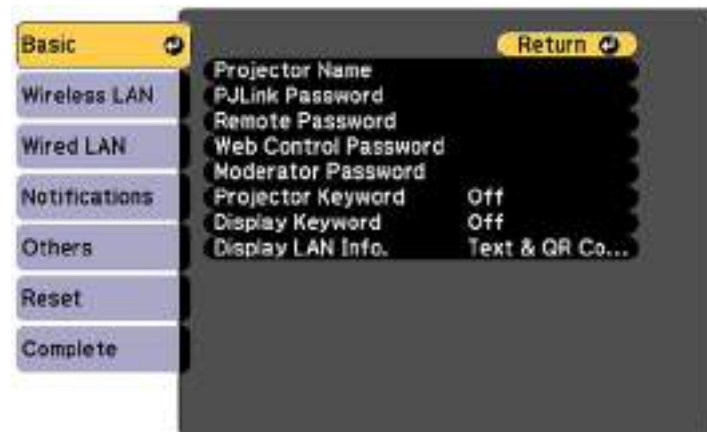 Basic
Wireless LAN
Wired LAN
Notifications
Others
Reset
Complete
Return
Projector Name
PJLink Password
Remote Password
Web Control Password
Moderator Password
Projector Keyword Off
Display Keyword Off
Display LAN Info. Text & QR Co...